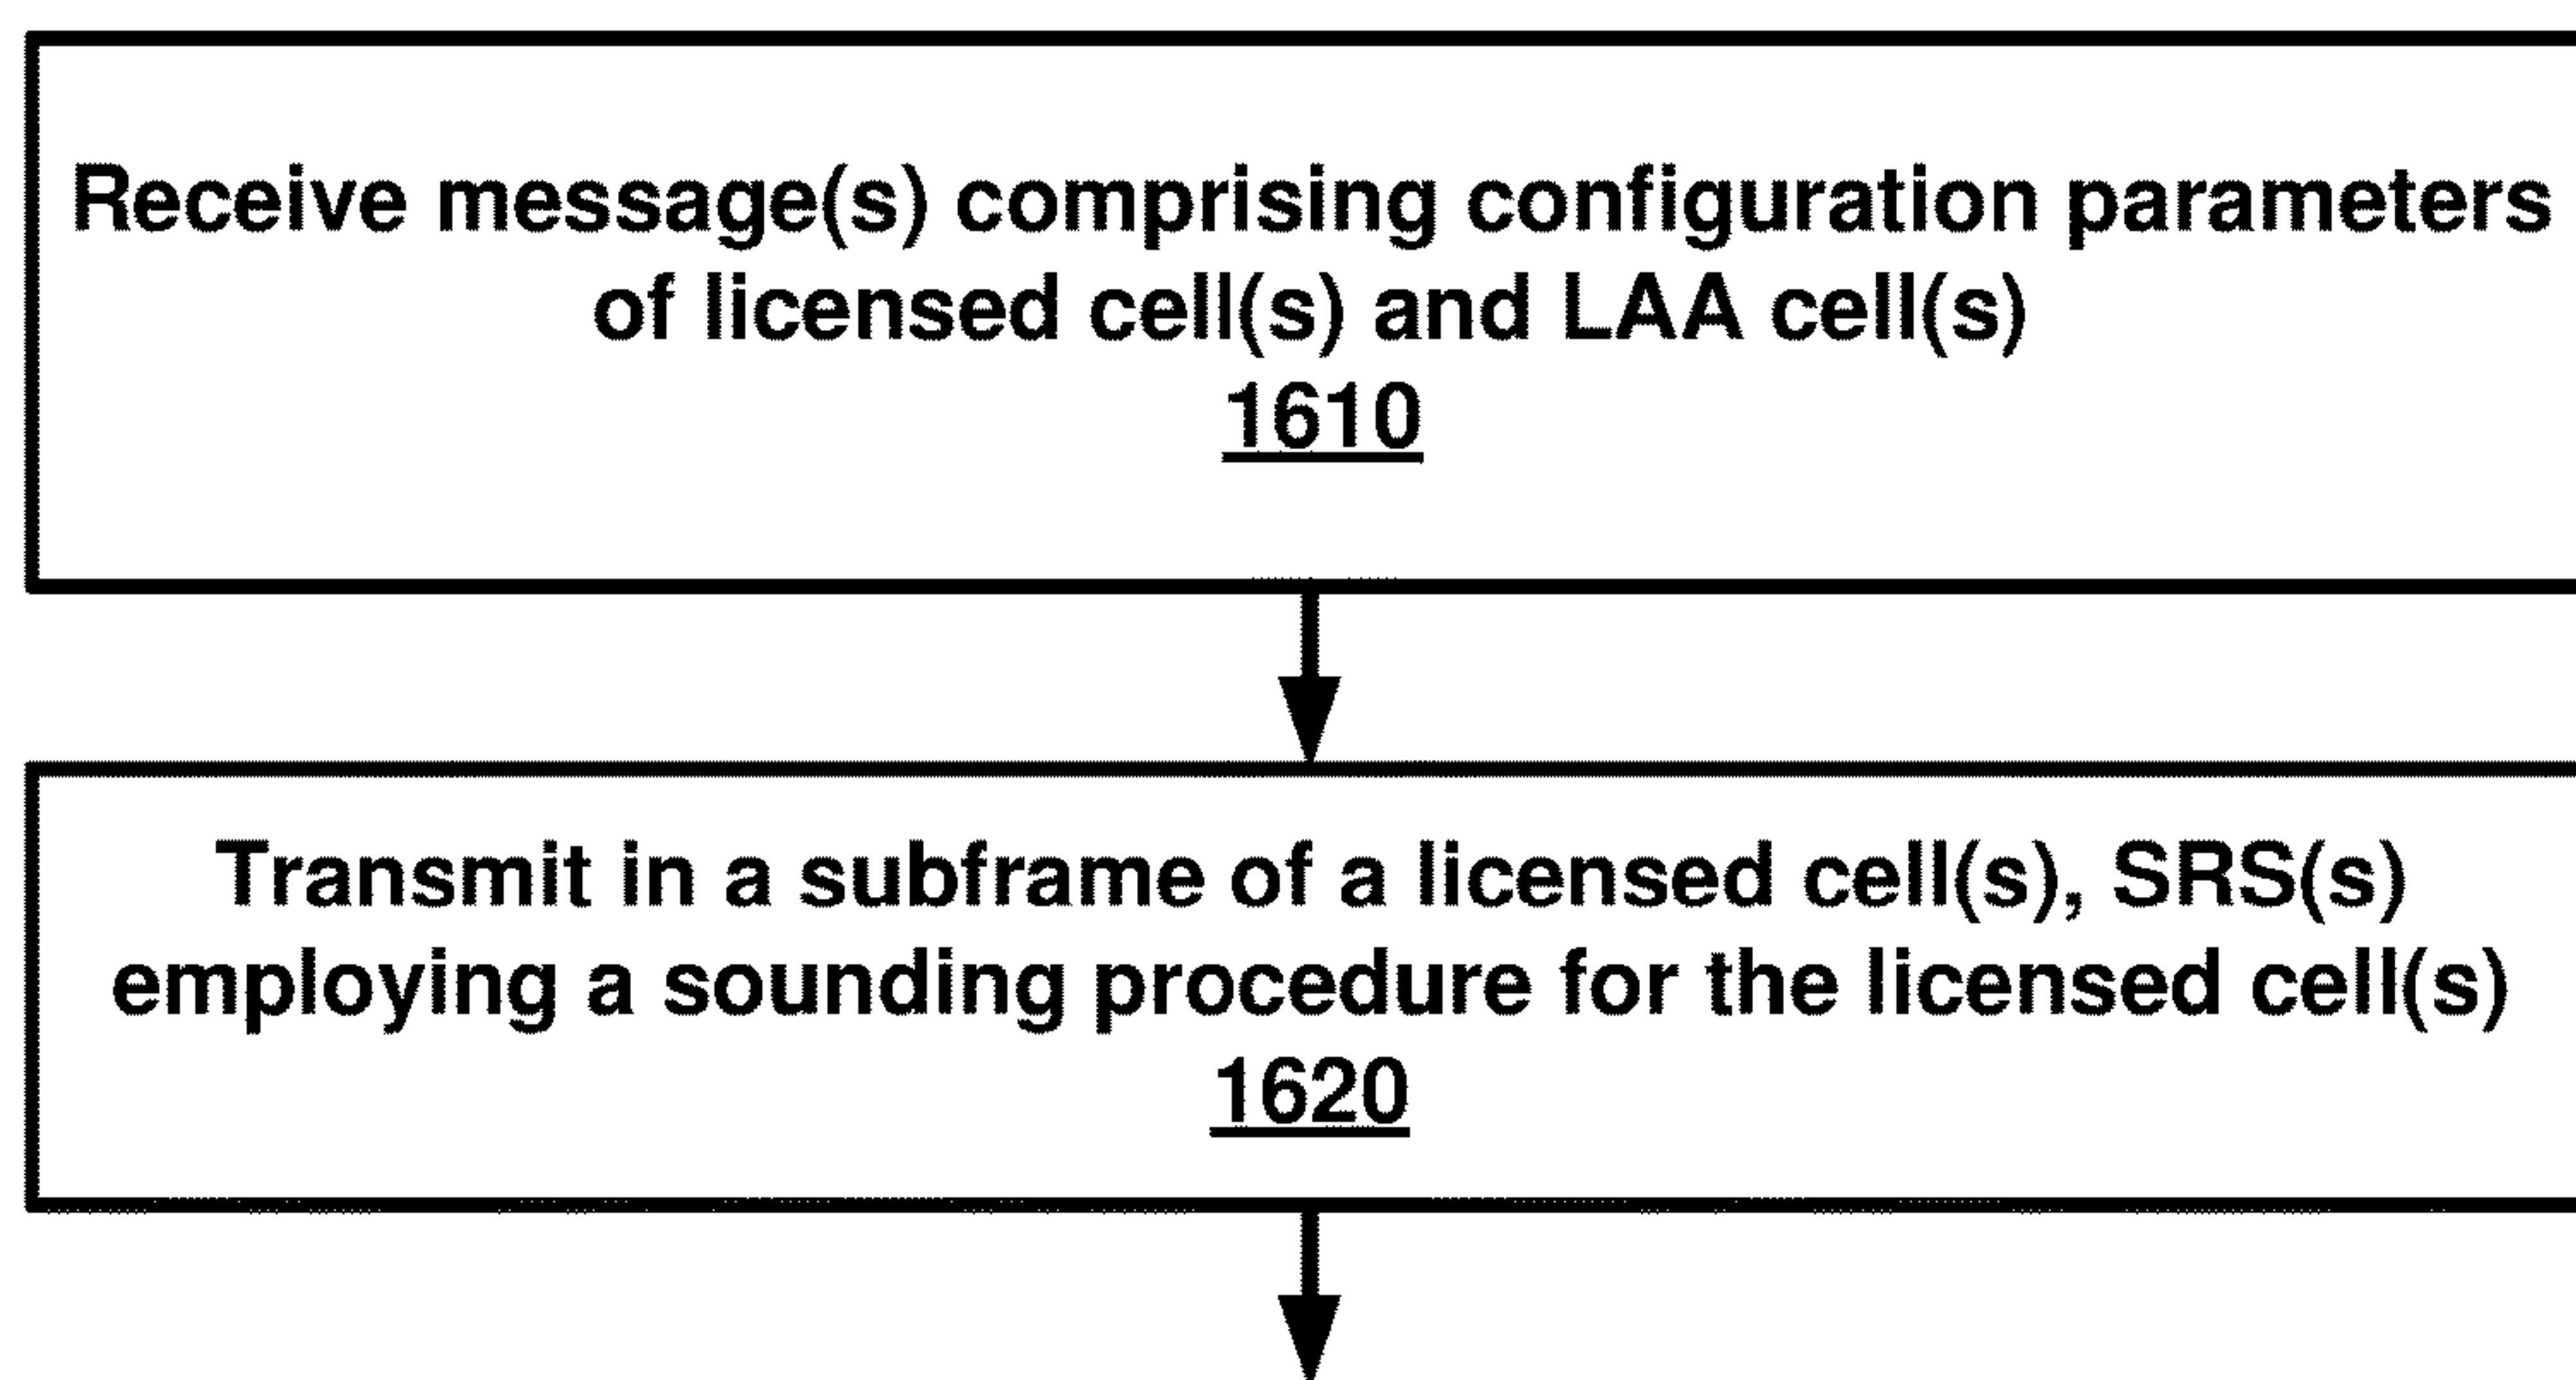 Receive message(s) comprising configuration parameters
of licensed cell(s) and LAA cell(s)
1610
Transmit in a subframe of a licensed cell(s), SRS(s)
employing a sounding procedure for the licensed cell(s)
1620